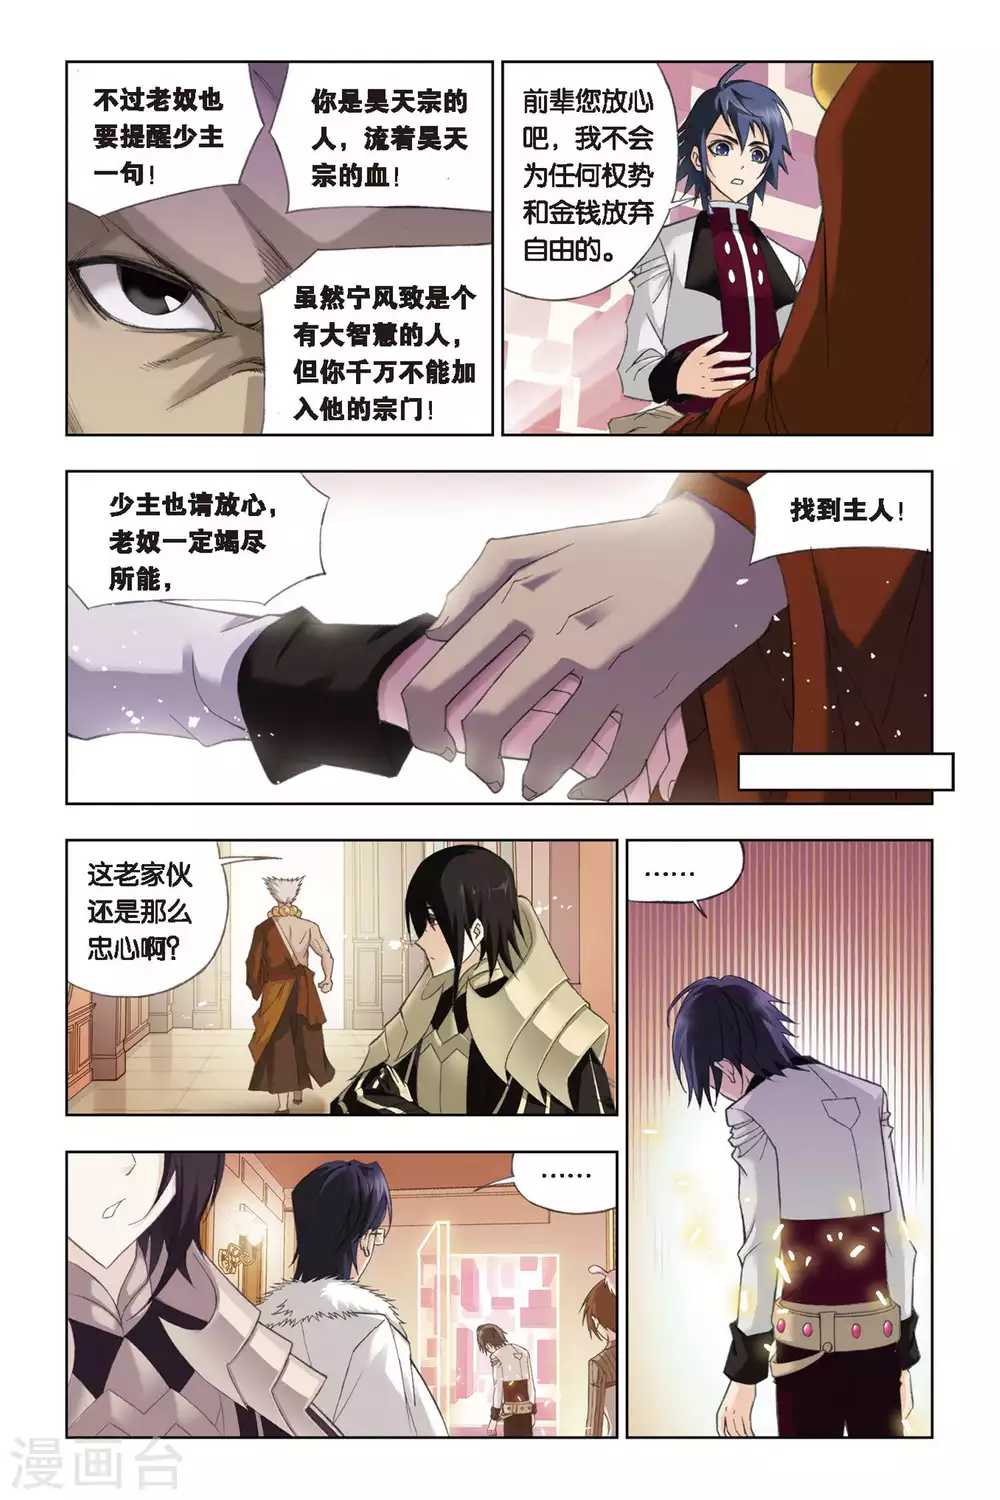 不过老奴也
要提醒少主
一句！
你是昊天宗的
人，流着昊天
宗的血！
虽然宁风致是个
有大智慧的人，
但你千万不能加
入他的宗门！
前辈您放心
吧，我不会
为任何权势
和金钱放弃
自由的。
少主也请放心，
老奴一定竭尽
所能，
找到主人！
这老家伙
还是那么
忠心啊？
……
……
漫画台